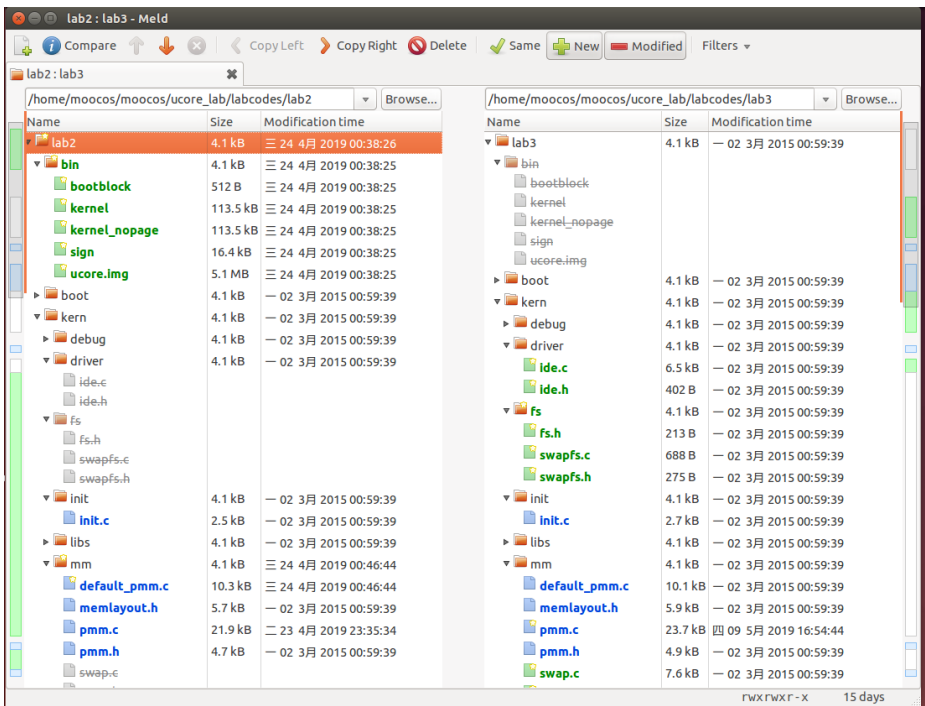 lab2 : lab3 - Meld
Compare Copy Left Copy Right Delete Same New Modified Filters
lab2 : lab3
/home/moocos/moocos/ucore_lab/labcodes/lab2 Browse... /home/moocos/moocos/ucore_lab/labcodes/lab3 Browse...
Name Size Modification time Name Size Modification time
lab2 4.1 kB 三 24 4月 2019 00:38:26 lab3 4.1 kB 一 02 3月 2015 00:59:39
bin 4.1 kB 三 24 4月 2019 00:38:25 bin
bootblock 512 B 三 24 4月 2019 00:38:25 bootblock
kernel 113.5 kB 三 24 4月 2019 00:38:25 kernel
kernel_nopage 113.5 kB 三 24 4月 2019 00:38:25 kernel_nopage
sign 16.4 kB 三 24 4月 2019 00:38:25 sign
ucore.img 5.1 MB 三 24 4月 2019 00:38:25 ucore.img
boot 4.1 kB 一 02 3月 2015 00:59:39 boot 4.1 kB 一 02 3月 2015 00:59:39
kern 4.1 kB 一 02 3月 2015 00:59:39 kern 4.1 kB 一 02 3月 2015 00:59:39
debug 4.1 kB 一 02 3月 2015 00:59:39 debug 4.1 kB 一 02 3月 2015 00:59:39
driver 4.1 kB 一 02 3月 2015 00:59:39 driver 4.1 kB 一 02 3月 2015 00:59:39
ide.c ide.c 6.5 kB 一 02 3月 2015 00:59:39
ide.h ide.h 402 B 一 02 3月 2015 00:59:39
fs fs 4.1 kB 一 02 3月 2015 00:59:39
fs.h fs.h 213 B 一 02 3月 2015 00:59:39
swapfs.c swapfs.c 688 B 一 02 3月 2015 00:59:39
swapfs.h swapfs.h 275 B 一 02 3月 2015 00:59:39
init 4.1 kB 一 02 3月 2015 00:59:39 init 4.1 kB 一 02 3月 2015 00:59:39
init.c 2.5 kB 一 02 3月 2015 00:59:39 init.c 2.7 kB 一 02 3月 2015 00:59:39
libs 4.1 kB 一 02 3月 2015 00:59:39 libs 4.1 kB 一 02 3月 2015 00:59:39
mm 4.1 kB 三 24 4月 2019 00:46:44 mm 4.1 kB 一 02 3月 2015 00:59:39
default_pmm.c 10.3 kB 三 24 4月 2019 00:46:44 default_pmm.c 10.1 kB 一 02 3月 2015 00:59:39
memlayout.h 5.7 kB 一 02 3月 2015 00:59:39 memlayout.h 5.9 kB 一 02 3月 2015 00:59:39
pmm.c 21.9 kB 二 23 4月 2019 23:35:34 pmm.c 23.7 kB 四 09 5月 2019 16:54:44
pmm.h 4.7 kB 一 02 3月 2015 00:59:39 pmm.h 4.9 kB 一 02 3月 2015 00:59:39
swap.c swap.c 7.6 kB 一 02 3月 2015 00:59:39
rwxrwxr-x 15 days